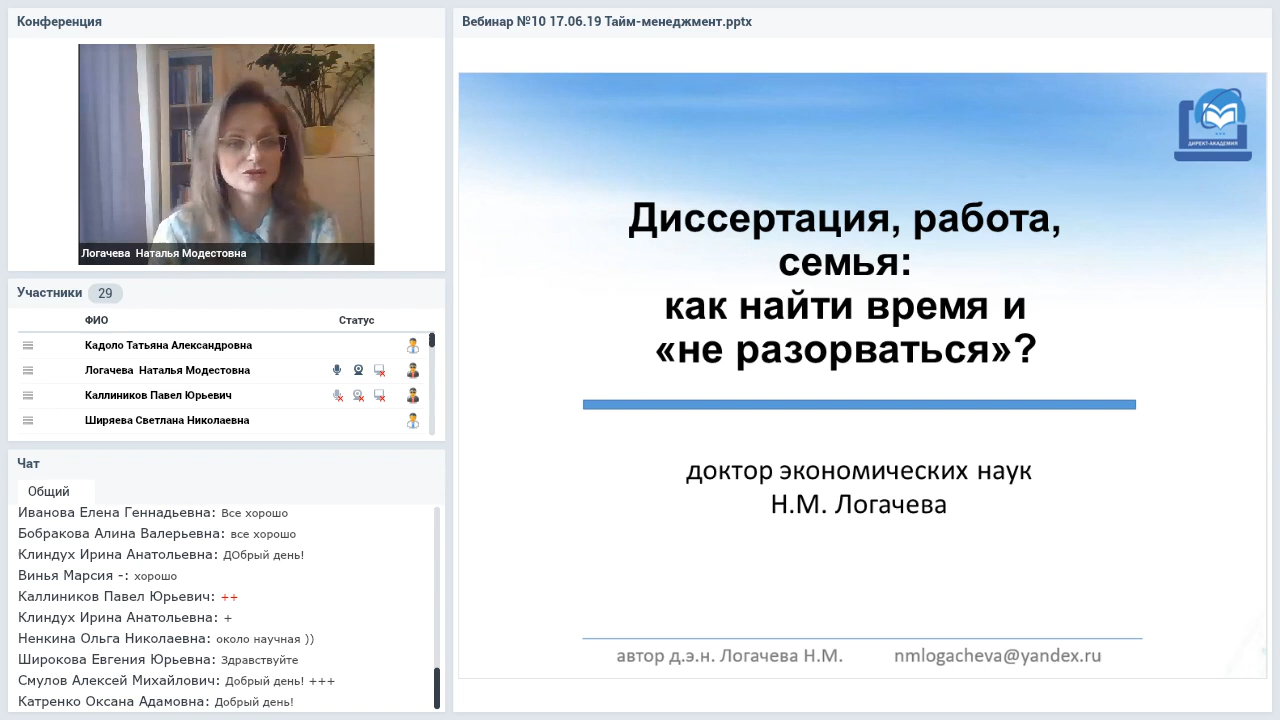 Конференция
Логачева  Наталья Модестовна
Участники 29
ФИО Статус
Кадоло Татьяна Александровна
Логачева  Наталья Модестовна
Каллиников Павел Юрьевич
Ширяева Светлана Николаевна
Чат
Общий
Иванова Елена Геннадьевна: Все хорошо
Бобракова Алина Валерьевна: все хорошо
Клиндух Ирина Анатольевна: ДОбрый день!
Винья Марсия -: хорошо
Каллиников Павел Юрьевич: ++
Клиндух Ирина Анатольевна: +
Ненкина Ольга Николаевна: около научная ))
Широкова Евгения Юрьевна: Здравствуйте
Смулов Алексей Михайлович: Добрый день! +++
Катренко Оксана Адамовна: Добрый день!
Вебинар №10 17.06.19 Тайм-менеджмент.pptx
ДИРЕКТ-АКАДЕМИЯ
Диссертация, работа,
семья:
как найти время и
«не разорваться»?
доктор экономических наук
Н.М. Логачева
автор д.э.н. Логачева Н.М. nmlogacheva@yandex.ru